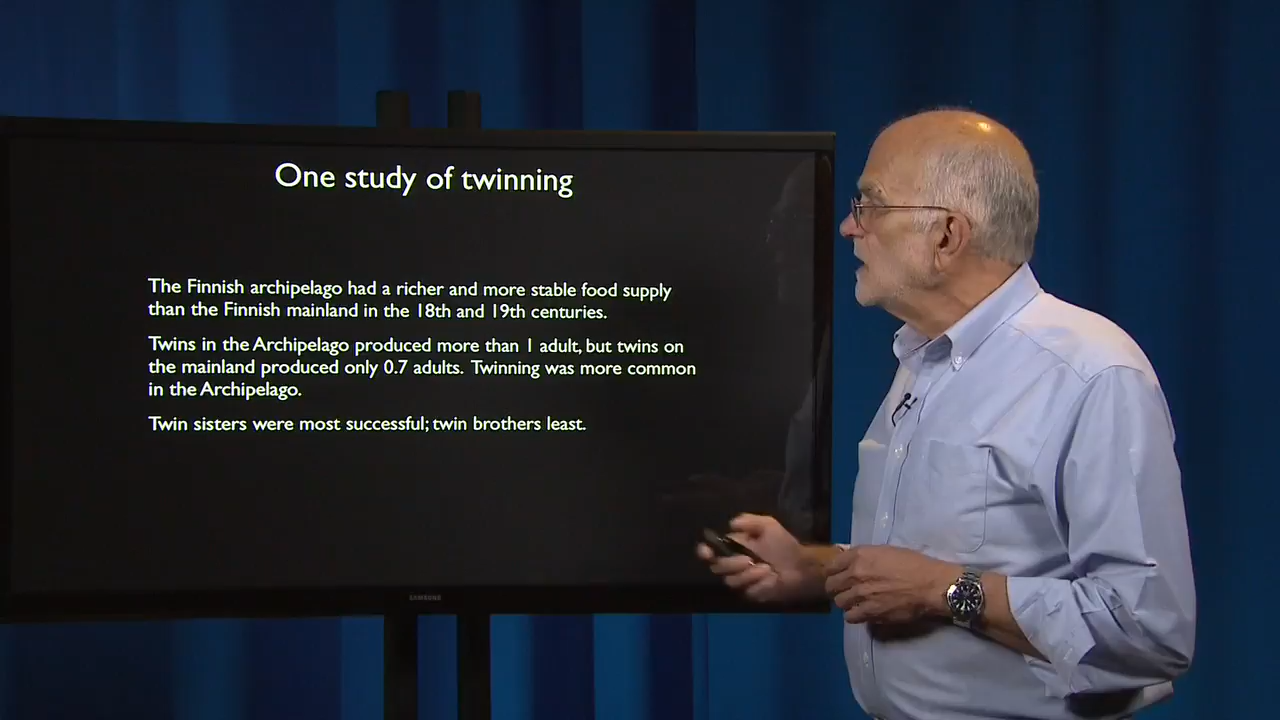 One study of twinning
The Finnish archipelago had a richer and more stable food supply
than the Finnish mainland in the 18th and 19th centuries.
Twins in the Archipelago produced more than 1 adult, but twins on
the mainland produced only 0.7 adults. Twinning was more common
in the Archipelago.
Twin sisters were most successful; twin brothers least.
SAMSUNG